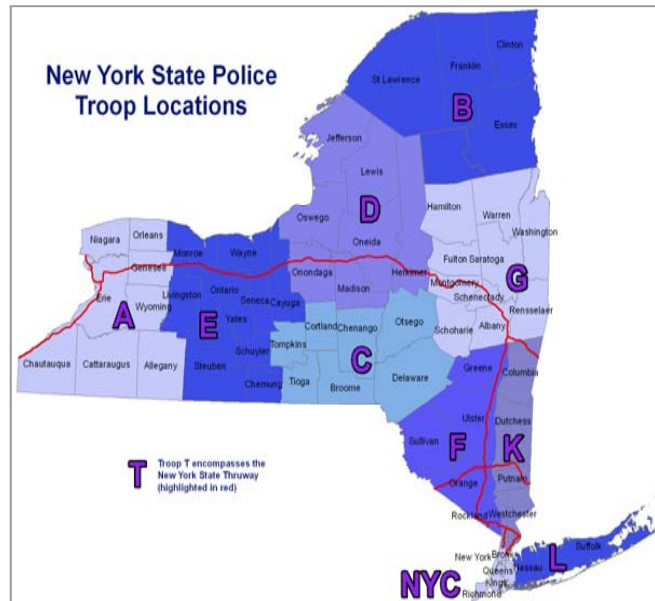 New York State Police
Troop Locations
Clinton
Franklin
St Lawrence
B
Essex
Jefferson
Lewis
Hamilton
Warren
Washington
Oswego
D
Oneida
Orleans
Niagara
Monroe
Wayne
Genesee
Onondaga
Herkimer
Fulton
Saratoga
Montgomery
G
Madison
Schenectady
Erie
A
Wyoming
Livingston
Ontario
Seneca
Cayuga
Yates
E
Cortland
Chenango
Otsego
Schoharie
Albany
Rensselaer
Tompkins
C
Schuyler
Chautauqua
Cattaraugus
Allegany
Steuben
Chemung
Tioga
Broome
Delaware
Greene
Columbia
Ulster
Dutchess
Sullivan
F
K
Orange
Putnam
T
Troop T encompasses the
New York State Thruway
(highlighted in red)
Rockland
Westchester
New York
Bronx
Queens
Nassau
Suffolk
L
NYC
Kings
Richmond